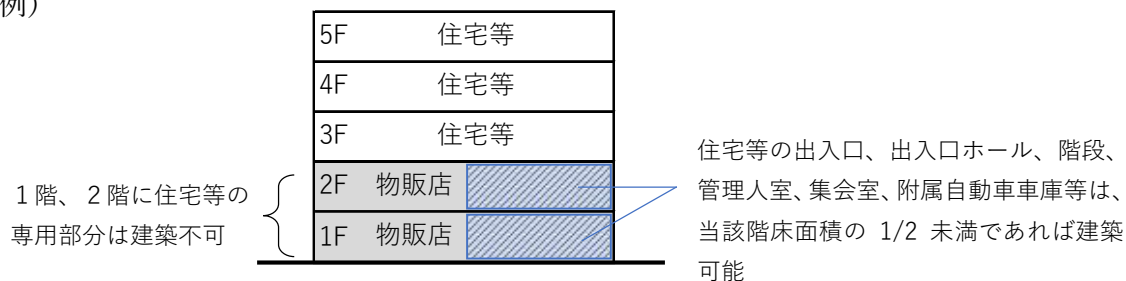 例）
5F 住宅等
4F 住宅等
3F 住宅等
2F 物販店
1F 物販店
１階、２階に住宅等の
専用部分は建築不可
住宅等の出入口、出入口ホール、階段、
管理人室、集会室、附属自動車車庫等は、
当該階床面積の 1/2 未満であれば建築
可能